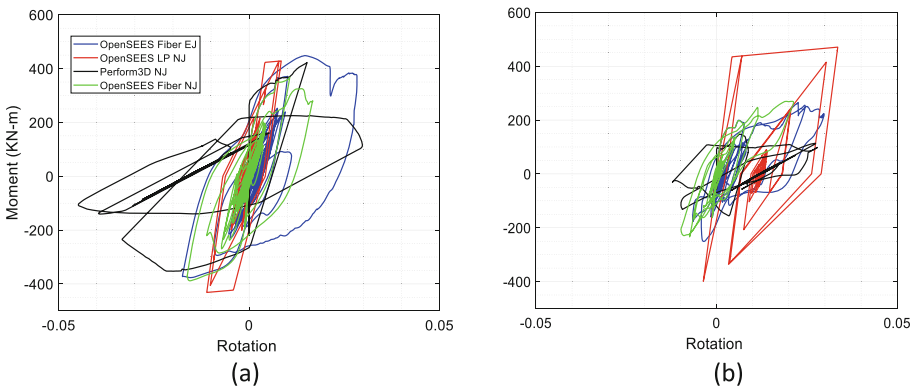 (a)
600
400
200
0
-200
-400
Moment (KN-m)
OpenSEES Fiber EJ
OpenSEES LP NJ
Perform3D NJ
OpenSEES Fiber NJ
-0.05
0
0.05
Rotation
(a)
(b)
600
400
200
0
-200
-400
-0.05
0
0.05
Rotation
(b)